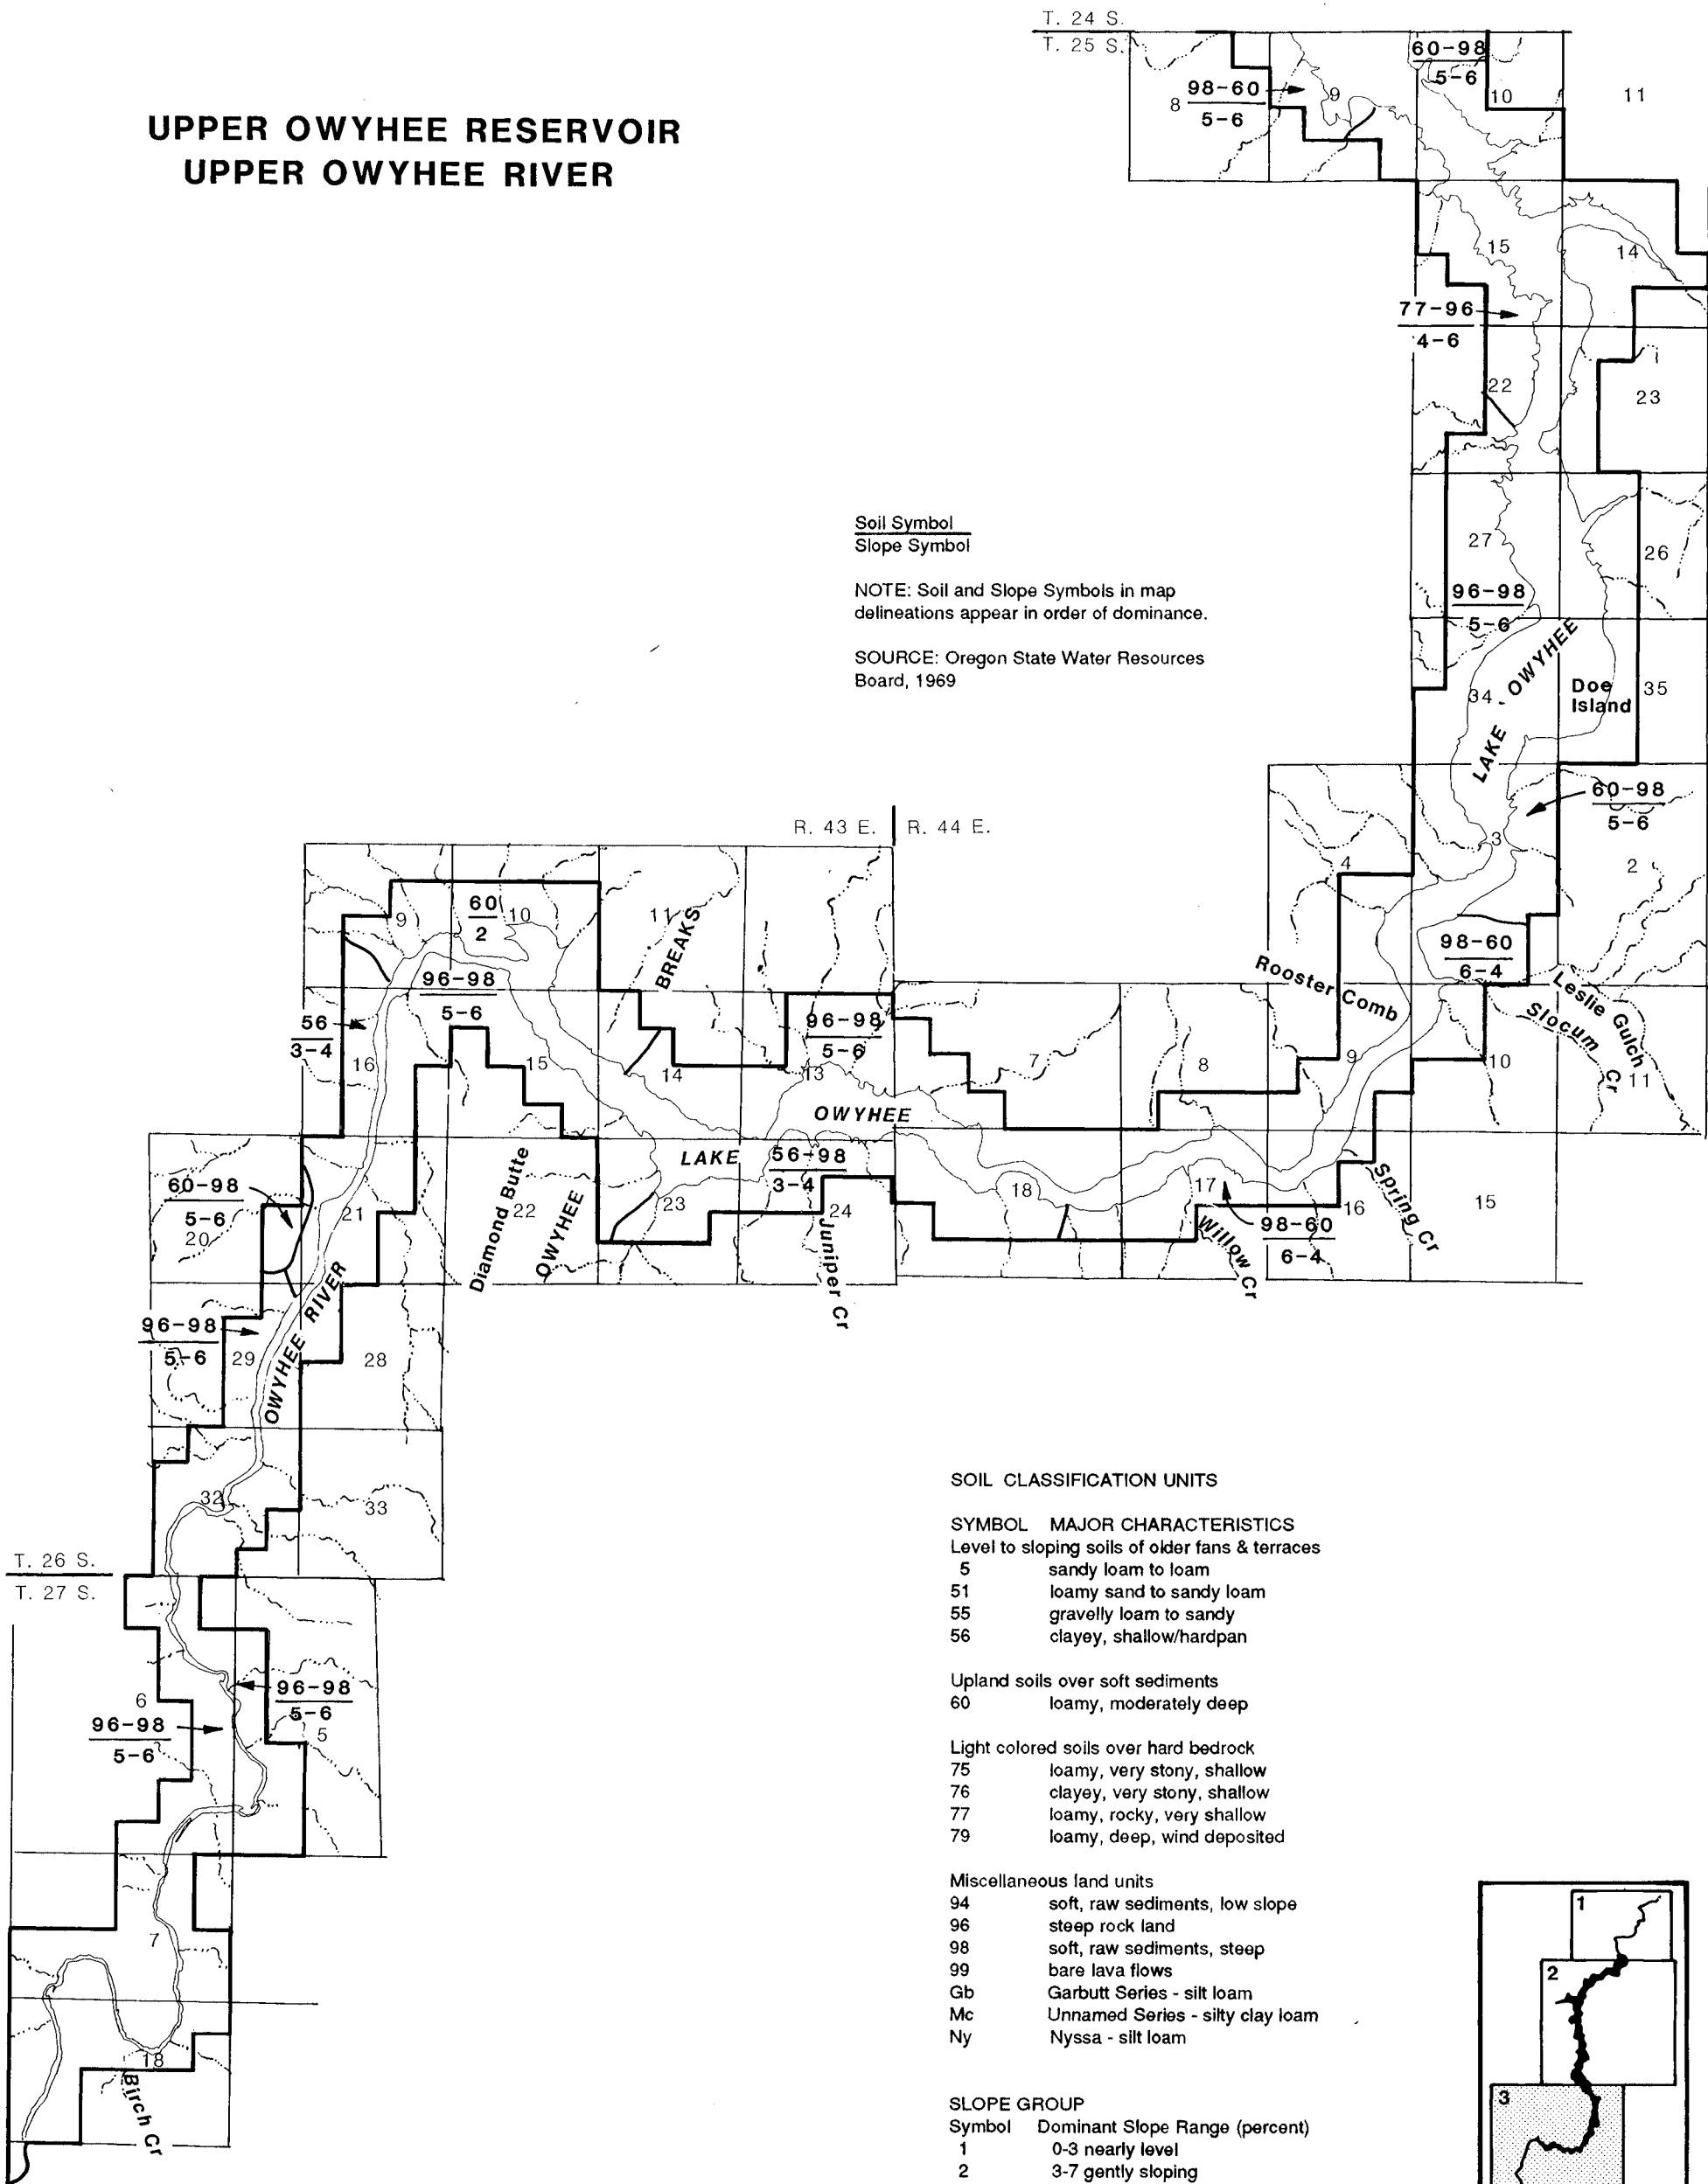 UPPER OWYHEE RESERVOIR
UPPER OWYHEE RIVER
T. 24 S.
T. 25 S.
8
98-60
5-6
9
60-98
5-6
10
11
15
14
77-96
4-6
22
23
Soil Symbol
Slope Symbol
NOTE: Soil and Slope Symbols in map
delineations appear in order of dominance.
SOURCE: Oregon State Water Resources
Board, 1969
27
26
96-98
5-6
34
LAKE OWYHEE
Doe
Island
35
60-98
5-6
3
4
2
R. 43 E.
R. 44 E.
9
60
2
10
11
BREAKS
96-98
5-6
56
3-4
16
15
14
96-98
5-6
13
7
8
Rooster Comb
98-60
6-4
Leslie Gulch
Slocum Cr
9
10
11
OWYHEE
LAKE
56-98
3-4
60-98
5-6
20
21
Diamond Butte
22
OWYHEE
23
24
Juniper Cr
18
17
Willow Cr
98-60
6-4
16
Spring Cr
15
96-98
5-6
29
OWYHEE RIVER
28
32
33
T. 26 S.
T. 27 S.
6
96-98
5-6
96-98
5-6
5
7
18
Birch Cr
SOIL CLASSIFICATION UNITS
SYMBOL MAJOR CHARACTERISTICS
Level to sloping soils of older fans & terraces
5 sandy loam to loam
51 loamy sand to sandy loam
55 gravelly loam to sandy
56 clayey, shallow/hardpan
Upland soils over soft sediments
60 loamy, moderately deep
Light colored soils over hard bedrock
75 loamy, very stony, shallow
76 clayey, very stony, shallow
77 loamy, rocky, very shallow
79 loamy, deep, wind deposited
Miscellaneous land units
94 soft, raw sediments, low slope
96 steep rock land
98 soft, raw sediments, steep
99 bare lava flows
Gb Garbutt Series - silt loam
Mc Unnamed Series - silty clay loam
Ny Nyssa - silt loam
SLOPE GROUP
Symbol Dominant Slope Range (percent)
1 0-3 nearly level
2 3-7 gently sloping
1
2
3